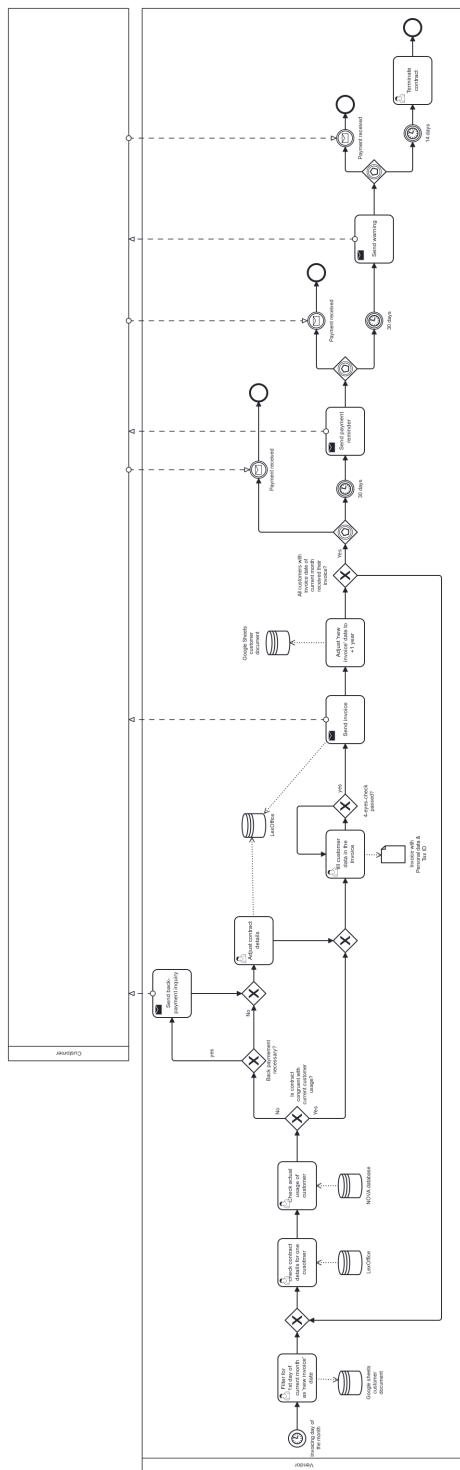 Customer
Vendor
Invoicing day of
the month
Filter for
1st day of
current month
as 'new invoice'
date
Google sheets
customer
document
check contract
details for one
cusotmer
LexOffice
Check actual
usage of
customer
NOVA database
Is contract
congruent with
current customer
usage?
No
Yes
Back payement
necessary?
yes
No
Send back-
payment inquiry
Adjust contract
details
LexOffice
Fill customer
data in the
Invoice
Invoice with
Personal data &
Tax ID
4-eyes-check
passed?
yes
Send invoice
Adjust 'new
invoice' date to
+1 year
Google Sheets
customer
document
All customers with
invoice date of
current month
received their
invoice?
Yes
Payment received
30 days
Send payment
reminder
Payment received
30 days
Send warning
Payment received
14 days
Terminate
contract